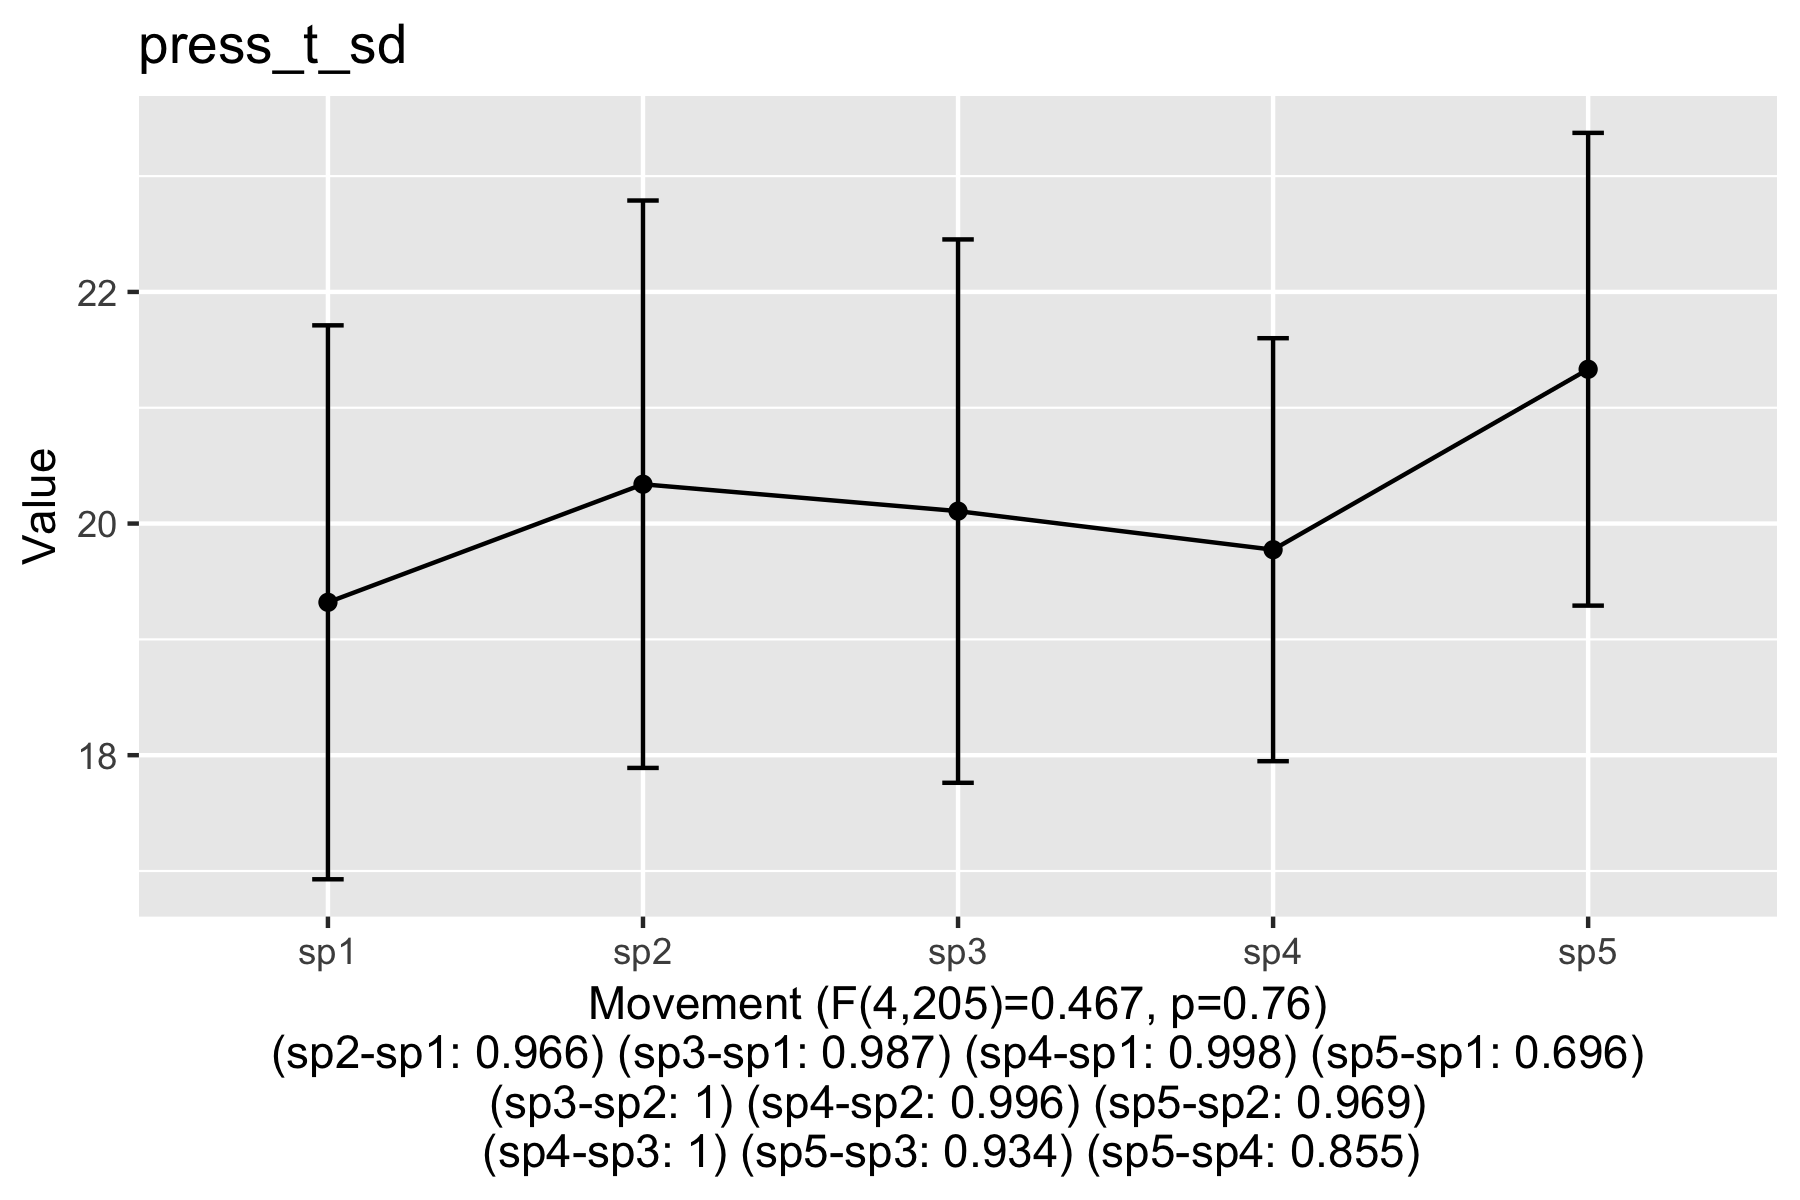 press_t_sd
Value
22
20
18
sp1 sp2 sp3 sp4 sp5
Movement (F(4,205)=0.467, p=0.76)
(sp2-sp1: 0.966) (sp3-sp1: 0.987) (sp4-sp1: 0.998) (sp5-sp1: 0.696)
(sp3-sp2: 1) (sp4-sp2: 0.996) (sp5-sp2: 0.969)
(sp4-sp3: 1) (sp5-sp3: 0.934) (sp5-sp4: 0.855)